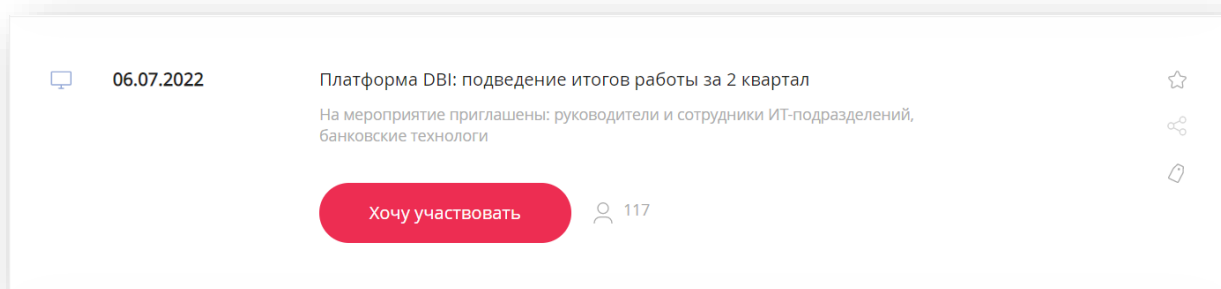 06.07.2022
Платформа DBI: подведение итогов работы за 2 квартал
На мероприятие приглашены: руководители и сотрудники ИТ-подразделений,
банковские технологи
Хочу участвовать
117